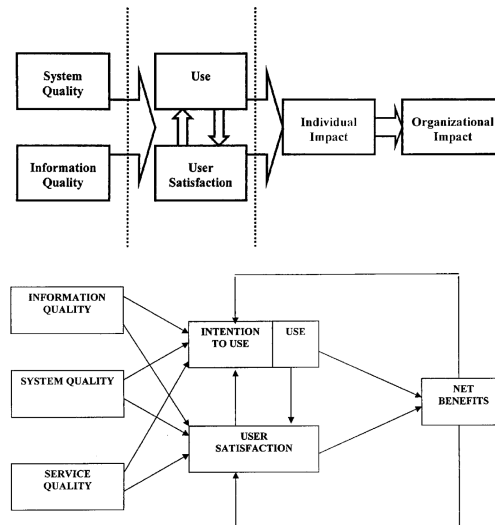 System
Quality
Use
Individual
Impact
Organizational
Impact
Information
Quality
User
Satisfaction
INFORMATION
QUALITY
INTENTION
TO USE
USE
SYSTEM QUALITY
NET
BENEFITS
USER
SATISFACTION
SERVICE
QUALITY